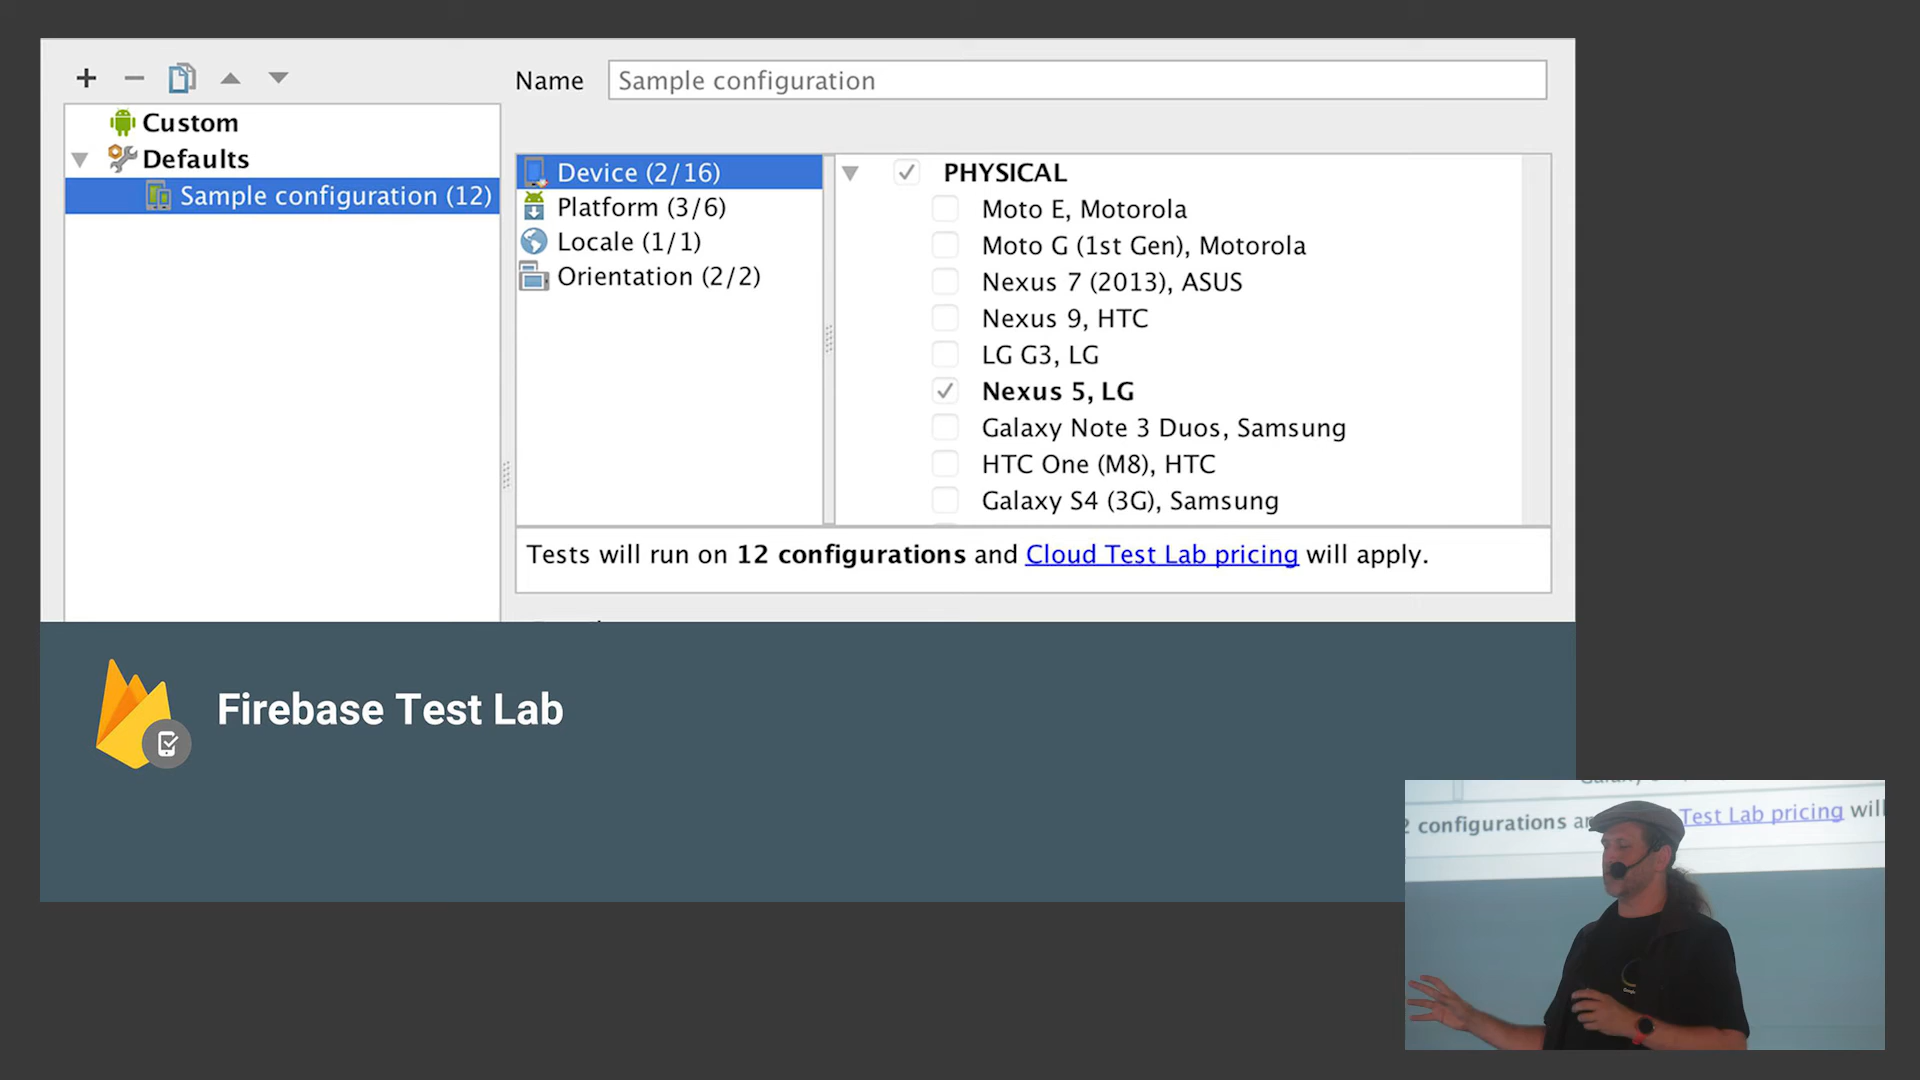 Name
Sample configuration
Custom
Defaults
Sample configuration (12)
Device (2/16)
Platform (3/6)
Locale (1/1)
Orientation (2/2)
PHYSICAL
Moto E, Motorola
Moto G (1st Gen), Motorola
Nexus 7 (2013), ASUS
Nexus 9, HTC
LG G3, LG
Nexus 5, LG
Galaxy Note 3 Duos, Samsung
HTC One (M8), HTC
Galaxy S4 (3G), Samsung
Tests will run on 12 configurations and Cloud Test Lab pricing will apply.
Firebase Test Lab
2 configurations a Test Lab pricing will